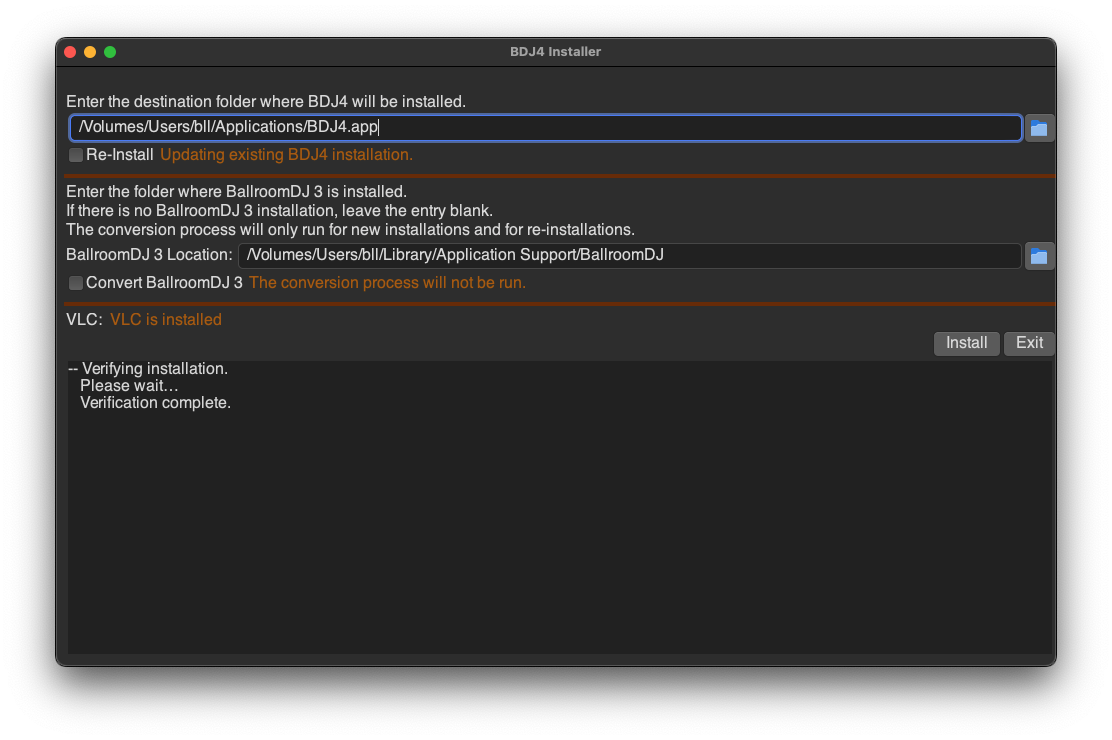 BDJ4 Installer
Enter the destination folder where BDJ4 will be installed.
/Volumes/Users/bll/Applications/BDJ4.app
Re-Install Updating existing BDJ4 installation.
Enter the folder where BallroomDJ 3 is installed.
If there is no BallroomDJ 3 installation, leave the entry blank.
The conversion process will only run for new installations and for re-installations.
BallroomDJ 3 Location: /Volumes/Users/bll/Library/Application Support/BallroomDJ
Convert BallroomDJ 3 The conversion process will not be run.
VLC: VLC is installed
Install Exit
-- Verifying installation.
Please wait…
Verification complete.